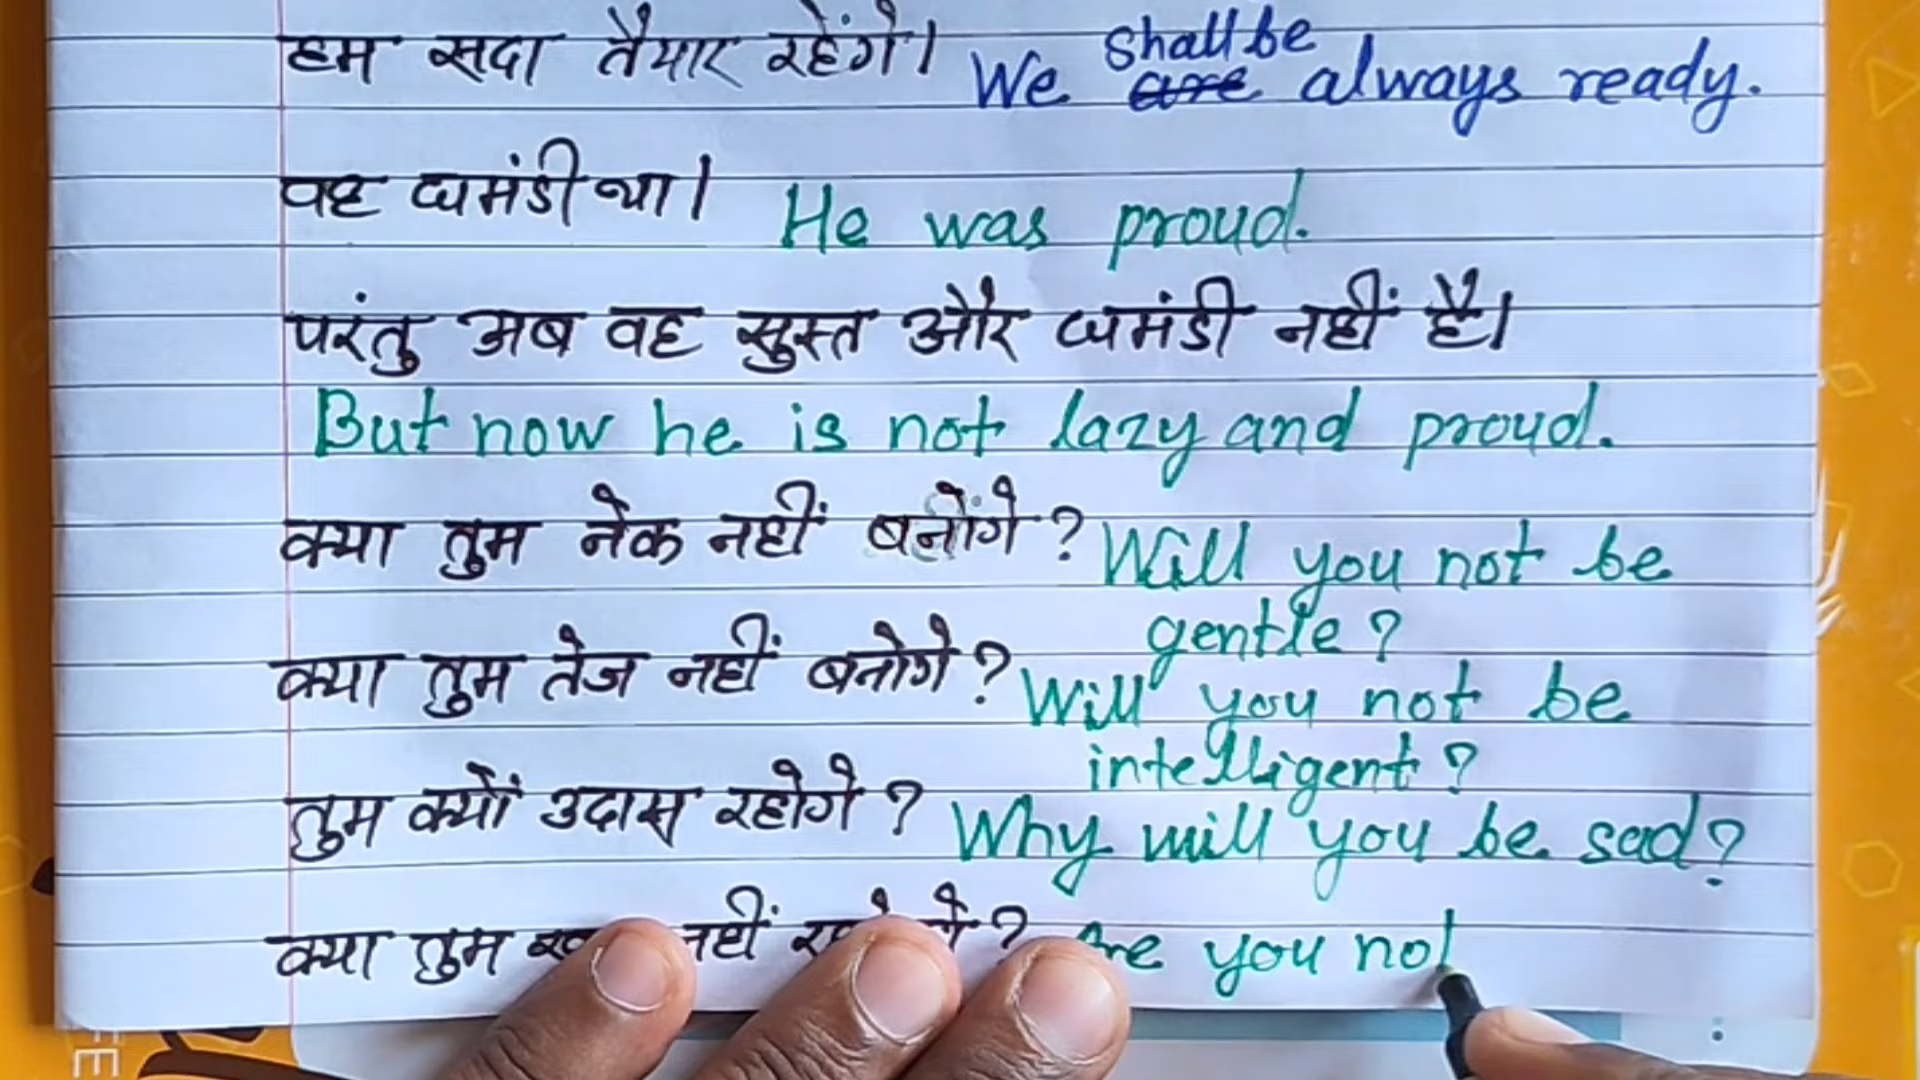 हम सदा तैयार रहेंगे। We are shall be always ready.
वह घमंडी था। He was proud.
परंतु अब वह सुस्त और घमंडी नहीं है।
But now he is not lazy and proud.
क्या तुम नेक नहीं बनोंगे? Will you not be
gentle?
क्या तुम तेज नहीं बनोगे? Will you not be
intelligent?
तुम क्यों उदास रहोगे? Why will you be sad?
क्या तुम नहीं Are you not